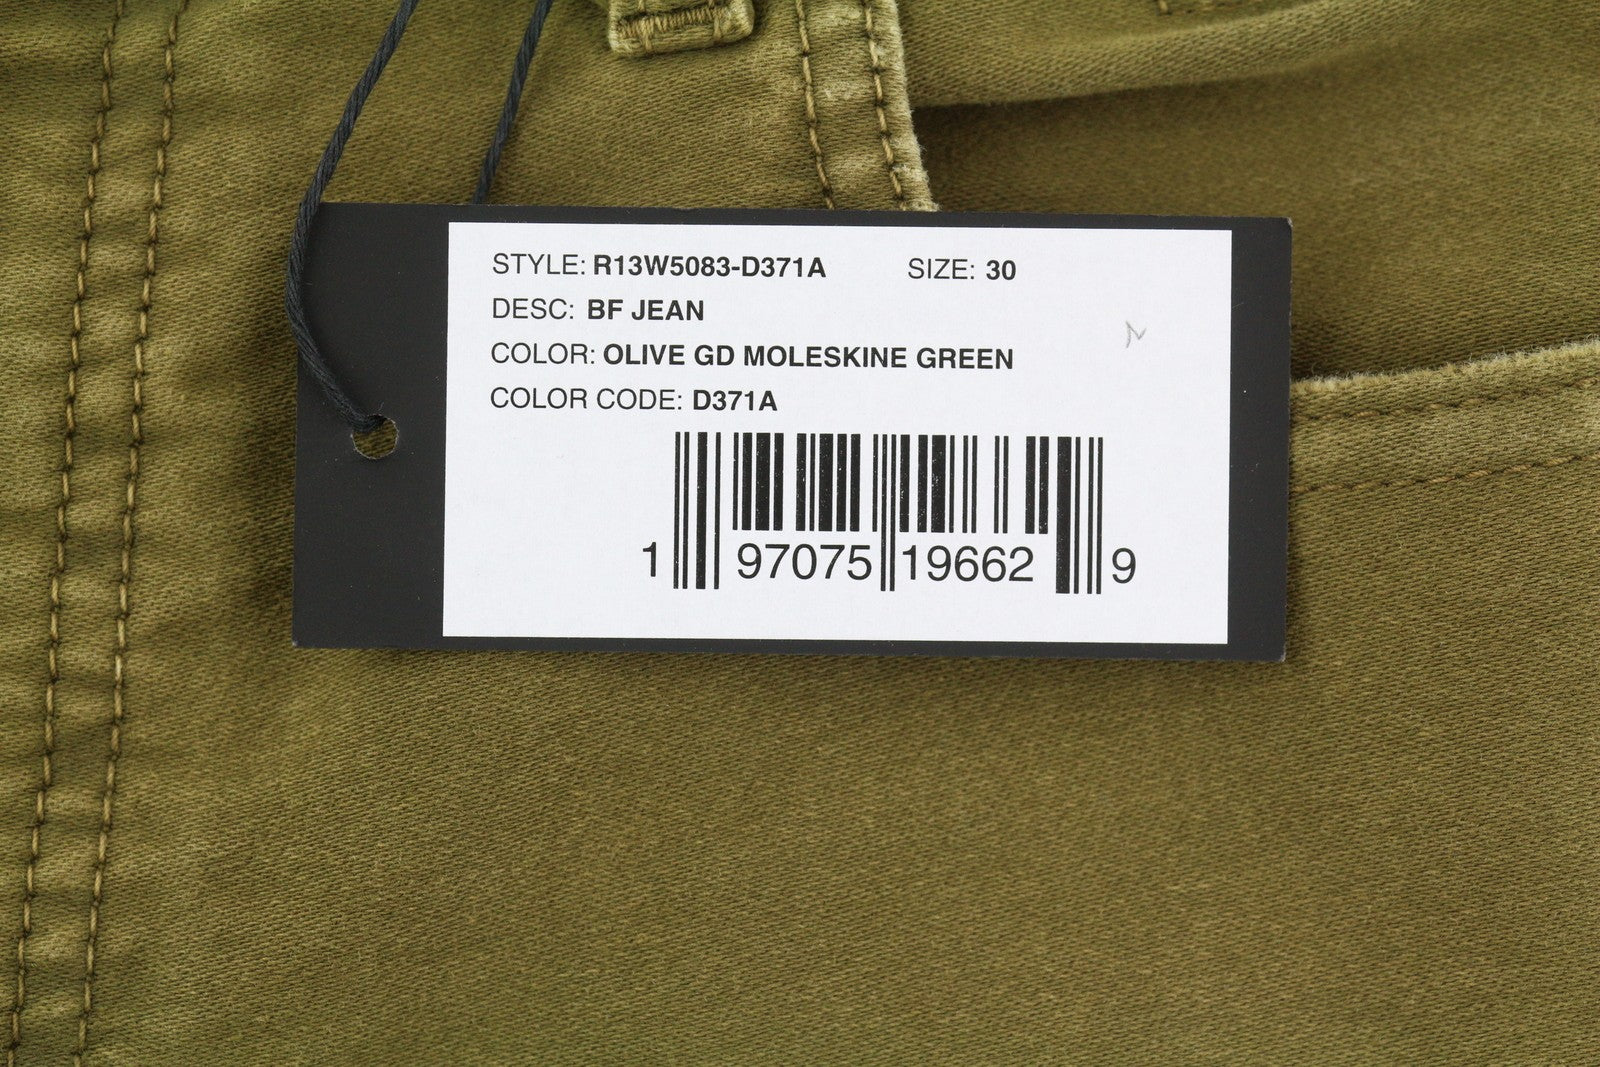 STYLE: R13W5083-D371A SIZE: 30
DESC: BF JEAN
COLOR: OLIVE GD MOLESKINE GREEN
COLOR CODE: D371A
1 97075 19662 9